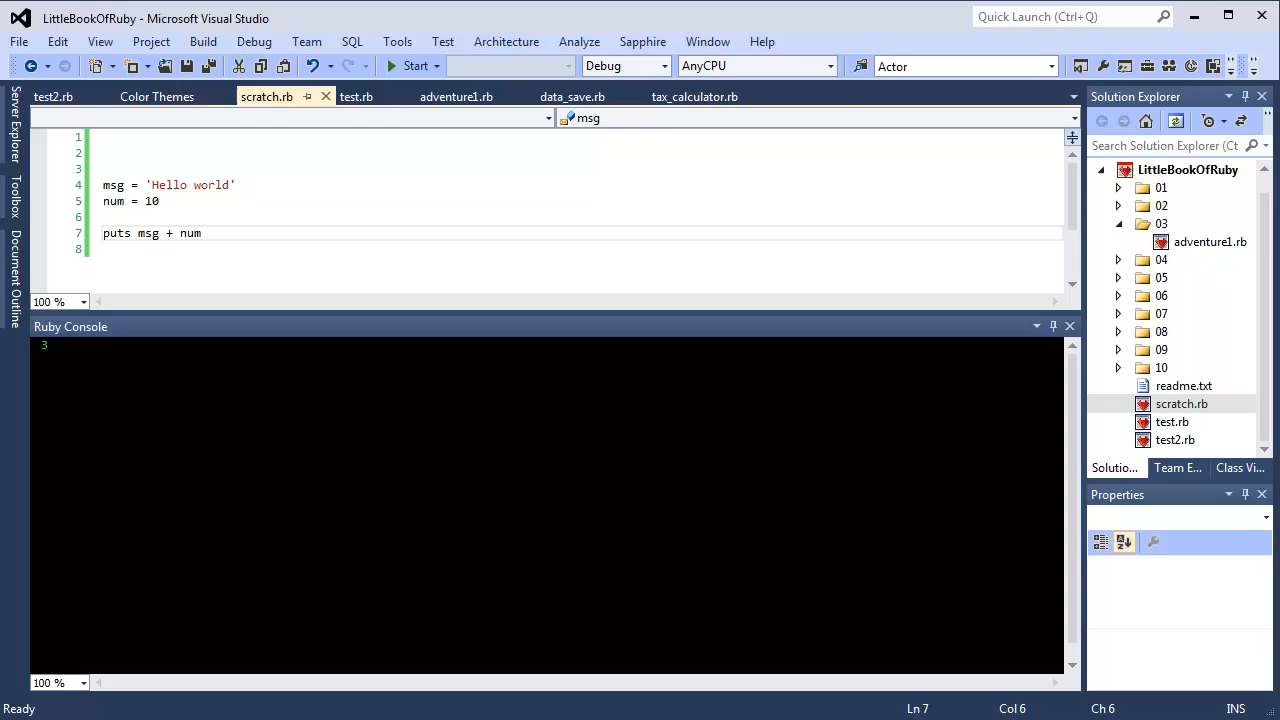 LittleBookOfRuby - Microsoft Visual Studio
Quick Launch (Ctrl+Q)
File Edit View Project Build Debug Team SQL Tools Test Architecture Analyze Sapphire Window Help
Start Debug AnyCPU Actor
test2.rb Color Themes scratch.rb test.rb adventure1.rb data_save.rb tax_calculator.rb
msg
Server Explorer
Toolbox
Document Outline
1
2
3
4 msg = 'Hello world'
5 num = 10
6
7 puts msg + num
8
100 %
Ruby Console
3
100 %
Solution Explorer
Search Solution Explorer (Ct
LittleBookOfRuby
01
02
03
adventure1.rb
04
05
06
07
08
09
10
readme.txt
scratch.rb
test.rb
test2.rb
Solutio... Team E... Class Vi...
Properties
Ready Ln 7 Col 6 Ch 6 INS